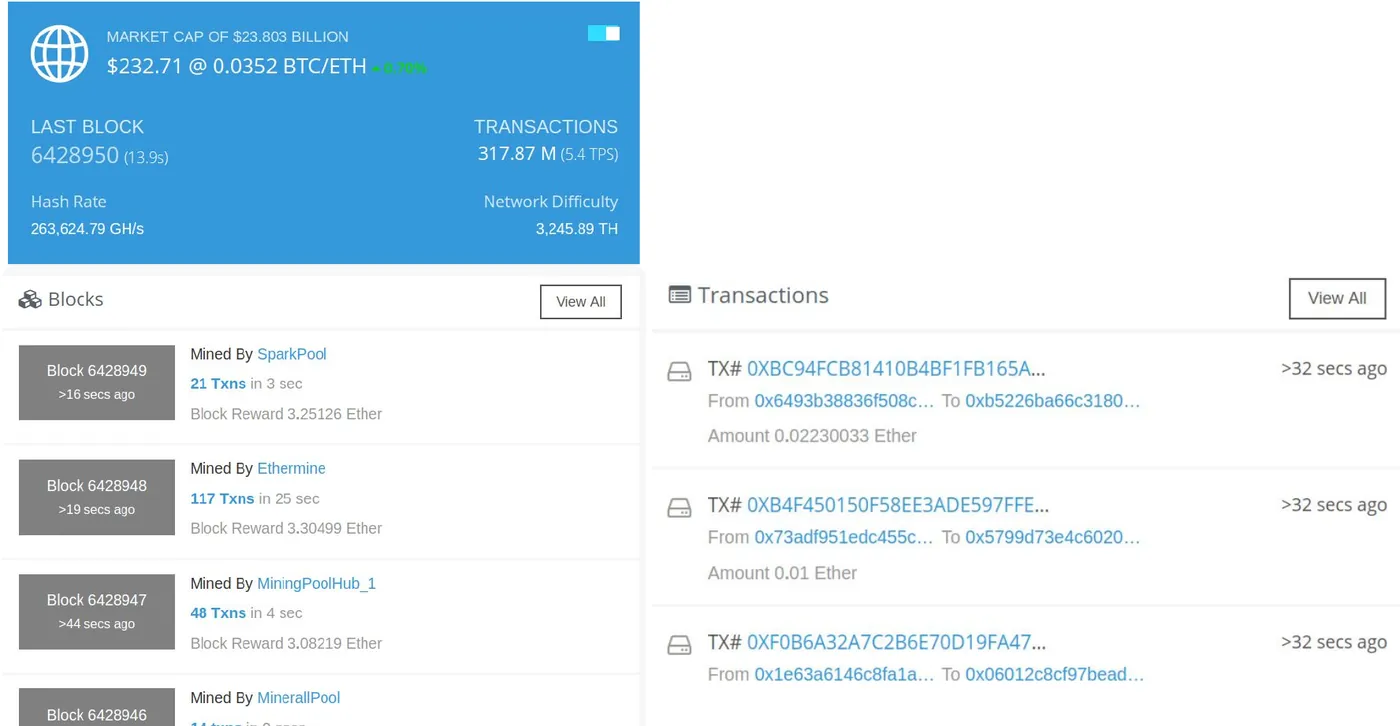 MARKET CAP OF $23.803 BILLION
$232.71 @ 0.0352 BTC/ETH
LAST BLOCK
6428950 (13.9s)
TRANSACTIONS
317.87 M (5.4 TPS)
Hash Rate
263,624.79 GH/s
Network Difficulty
3,245.89 TH
Blocks
View All
Block 6428949
>16 secs ago
Mined By SparkPool
21 Txns in 3 sec
Block Reward 3.25126 Ether
Block 6428948
>19 secs ago
Mined By Ethermine
117 Txns in 25 sec
Block Reward 3.30499 Ether
Block 6428947
>44 secs ago
Mined By MiningPoolHub_1
48 Txns in 4 sec
Block Reward 3.08219 Ether
Block 6428946
Mined By MinerallPool
Transactions
View All
TX# 0XBC94FCB81410B4BF1FB165A...
>32 secs ago
From 0x6493b38836f508c... To 0xb5226ba66c3180...
Amount 0.02230033 Ether
TX# 0XB4F450150F58EE3ADE597FFE...
>32 secs ago
From 0x73adf951edc455c... To 0x5799d73e4c6020...
Amount 0.01 Ether
TX# 0XF0B6A32A7C2B6E70D19FA47...
>32 secs ago
From 0x1e63a6146c8fa1a... To 0x06012c8cf97bead...